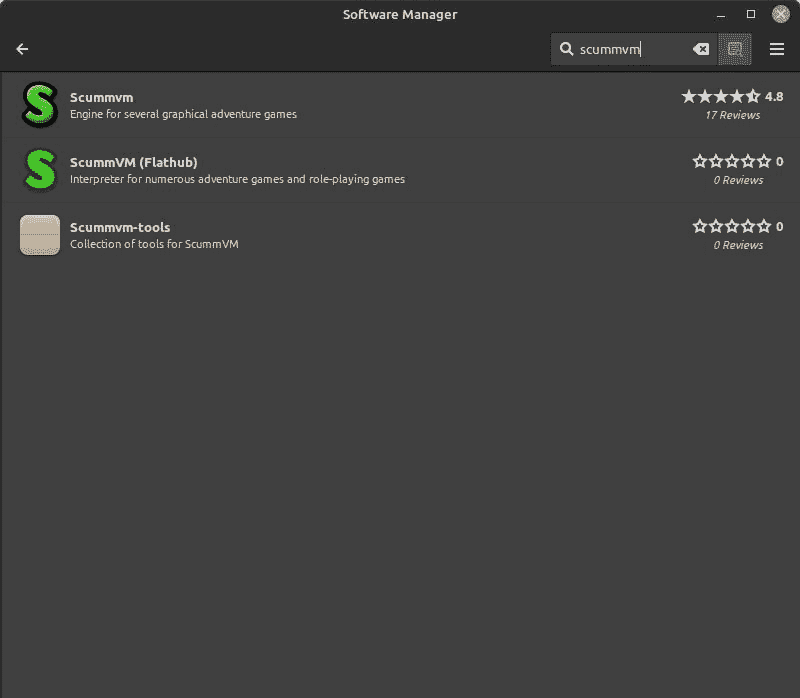 Software Manager
scummvm
Scummvm
Engine for several graphical adventure games
4.8
17 Reviews
ScummVM (Flathub)
Interpreter for numerous adventure games and role-playing games
0
0 Reviews
Scummvm-tools
Collection of tools for ScummVM
0
0 Reviews